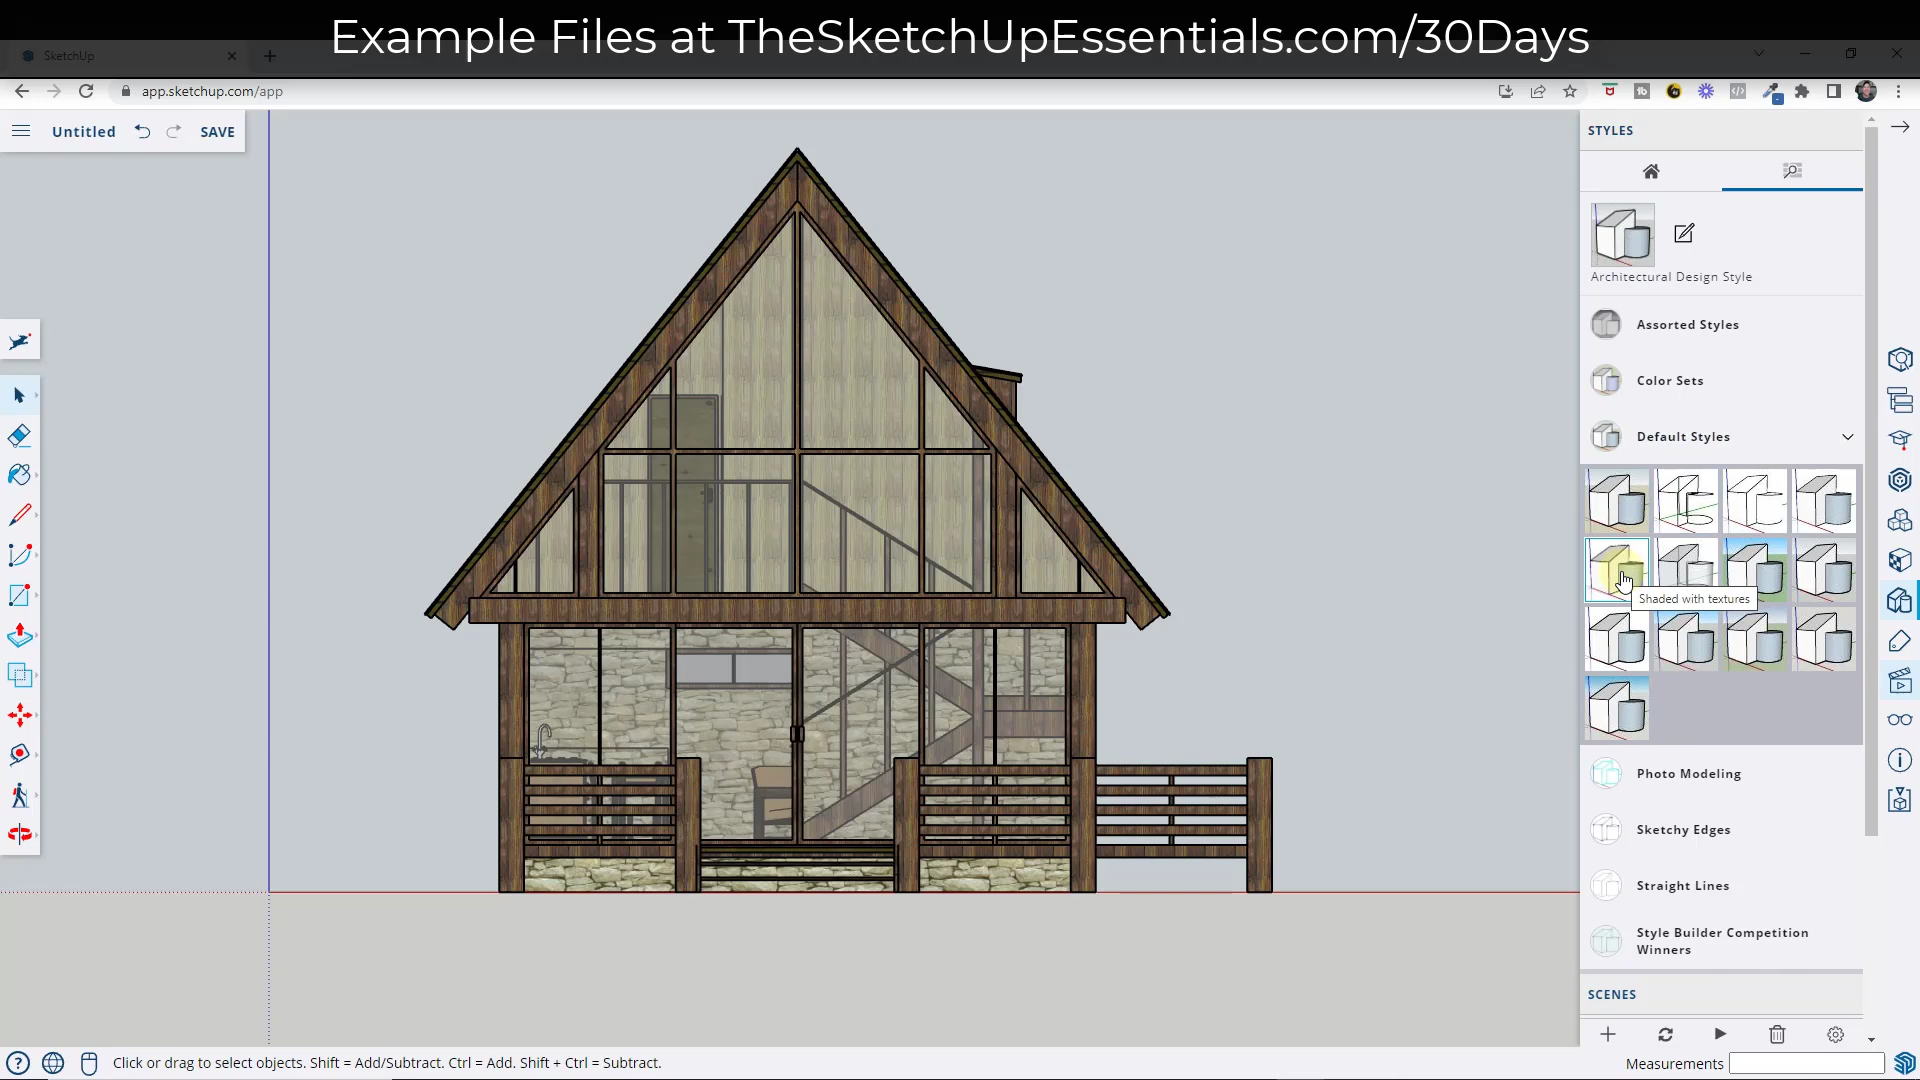 Example Files at TheSketchUpEssentials.com/30Days
SketchUp
app.sketchup.com/app
Untitled
SAVE
STYLES
Architectural Design Style
Assorted Styles
Color Sets
Default Styles
Shaded with textures
Photo Modeling
Sketchy Edges
Straight Lines
Style Builder Competition
Winners
SCENES
Click or drag to select objects. Shift = Add/Subtract. Ctrl = Add. Shift + Ctrl = Subtract.
Measurements